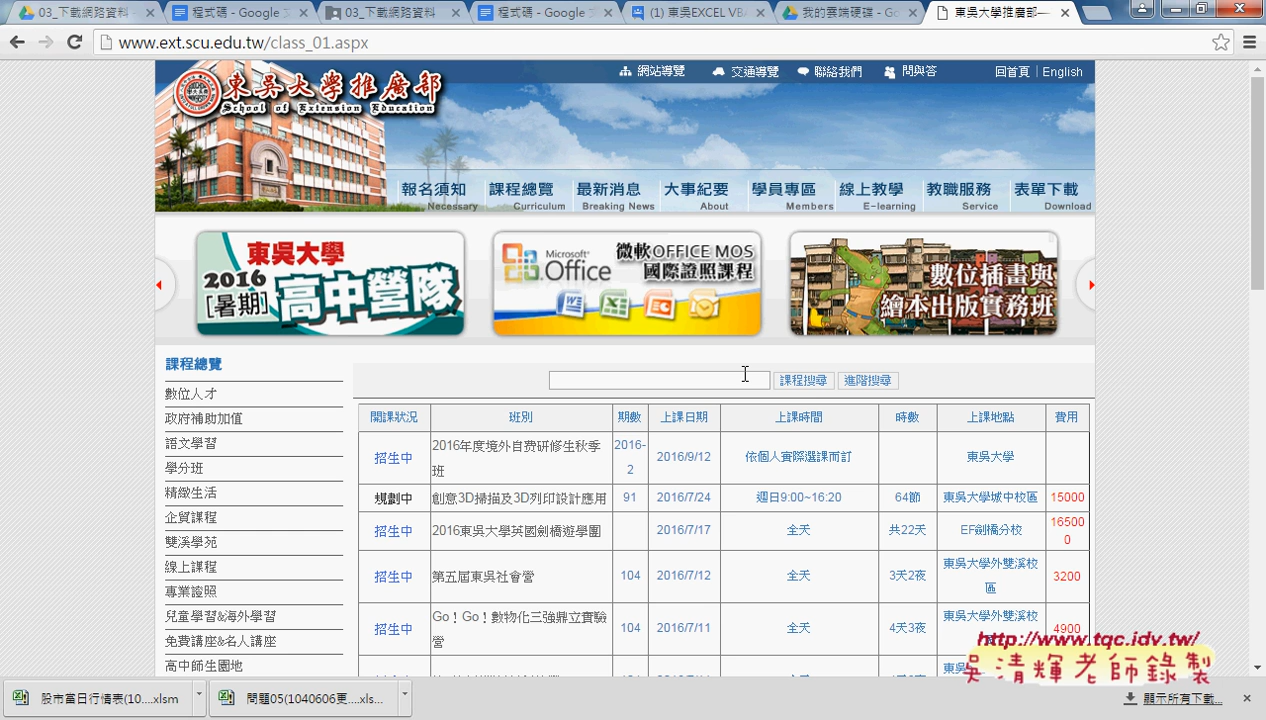 03_下載網路資料
程式碼 - Google 文
03_下載網路資料
程式碼 - Google 文
(1) 東吳EXCEL VBA
我的雲端硬碟 - Go
東吳大學推廣部—
www.ext.scu.edu.tw/class_01.aspx
東吳大學推廣部
School of Extension Education
網站導覽
交通導覽
聯絡我們
問與答
回首頁 | English
報名須知 課程總覽 最新消息 大事紀要 學員專區 線上教學 教職服務 表單下載
Necessary Curriculum Breaking News About Members E-learning Service Download
東吳大學
2016
[暑期]
高中營隊
Microsoft®
Office
微軟OFFICE MOS
國際證照課程
數位插畫與
繪本出版實務班
課程總覽
數位人才
政府補助加值
語文學習
學分班
精緻生活
企貿課程
雙溪學苑
線上課程
專業證照
兒童學習&海外學習
免費講座&名人講座
高中師生園地
課程搜尋 進階搜尋
開課狀況 班別 期數 上課日期 上課時間 時數 上課地點 費用
招生中 2016年度境外自费研修生秋季班 2016-2 2016/9/12 依個人實際選課而訂 東吳大學
規劃中 創意3D掃描及3D列印設計應用 91 2016/7/24 週日9:00~16:20 64節 東吳大學城中校區 15000
招生中 2016東吳大學英國劍橋遊學團 2016/7/17 全天 共22天 EF劍橋分校 165000
招生中 第五屆東吳社會營 104 2016/7/12 全天 3天2夜 東吳大學外雙溪校區 3200
招生中 Go！Go！數物化三強鼎立實驗營 104 2016/7/11 全天 4天3夜 東吳大學外雙溪校 4900
http://www.tqc.idv.tw/
吳清輝老師錄製
股市當日行情表(10....xlsm
問題05(1040606更....xls...
顯示所有下載...